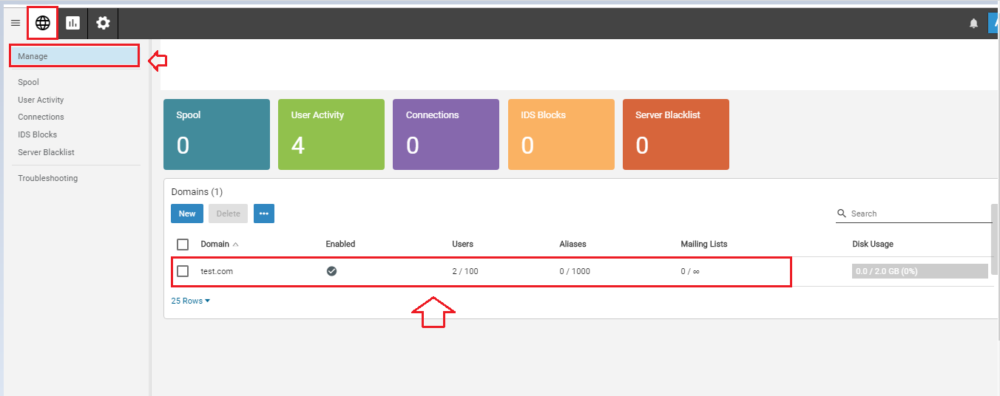 Manage
Spool
User Activity
Connections
IDS Blocks
Server Blacklist
Troubleshooting
Spool User Activity Connections IDS Blocks Server Blacklist
0 4 0 0 0
Domains (1)
New Delete ••• Search
Domain Enabled Users Aliases Mailing Lists Disk Usage
test.com 2 / 100 0 / 1000 0 / ∞ 0.0 / 2.0 GB (0%)
25 Rows